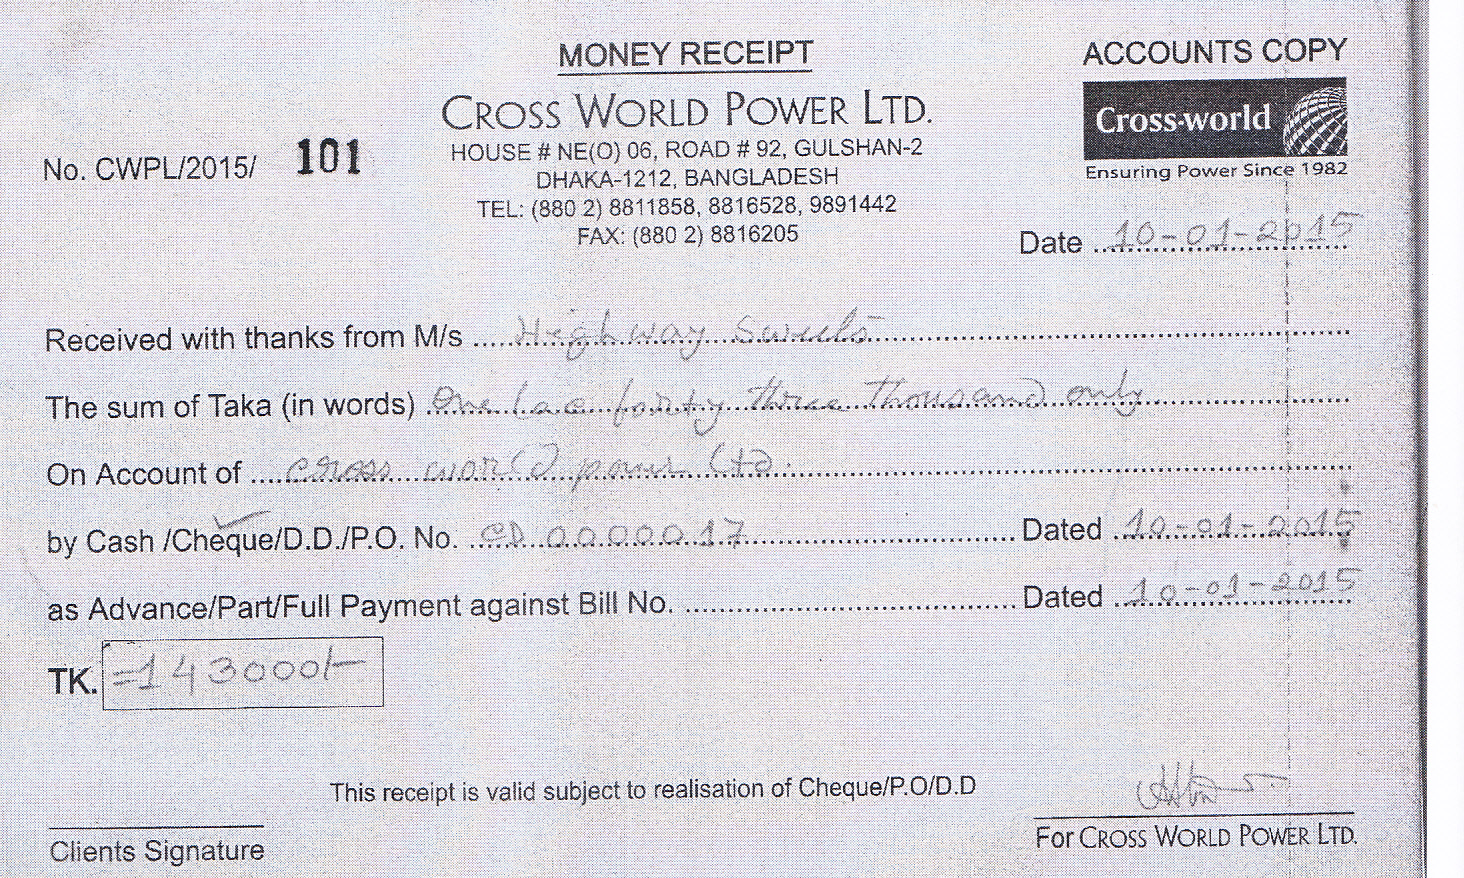 MONEY RECEIPT
ACCOUNTS COPY
CROSS WORLD POWER LTD.
Cross-world
Ensuring Power Since 1982
No. CWPL/2015/ 101
HOUSE # NE(O) 06, ROAD # 92, GULSHAN-2
DHAKA-1212, BANGLADESH
TEL: (880 2) 8811858, 8816528, 9891442
FAX: (880 2) 8816205
Date 10-01-2015
Received with thanks from M/s Highway Sweets
The sum of Taka (in words) One lac forty three thousand only
On Account of cross world power Ltd.
by Cash /Cheque/D.D./P.O. No. CD 0000017 Dated 10-01-2015
as Advance/Part/Full Payment against Bill No. Dated 10-01-2015
TK. =143000/-
This receipt is valid subject to realisation of Cheque/P.O/D.D
Clients Signature
For CROSS WORLD POWER LTD.